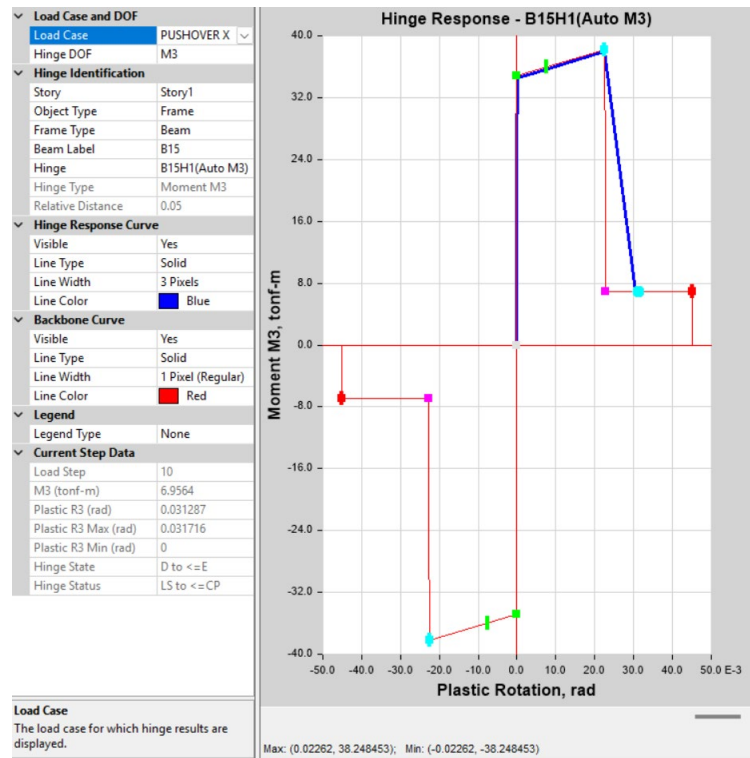 Load Case and DOF
Load Case PUSHOVER X
Hinge DOF M3
Hinge Identification
Story Story1
Object Type Frame
Frame Type Beam
Beam Label B15
Hinge B15H1(Auto M3)
Hinge Type Moment M3
Relative Distance 0.05
Hinge Response Curve
Visible Yes
Line Type Solid
Line Width 3 Pixels
Line Color Blue
Backbone Curve
Visible Yes
Line Type Solid
Line Width 1 Pixel (Regular)
Line Color Red
Legend
Legend Type None
Current Step Data
Load Step 10
M3 (tonf-m) 6.9564
Plastic R3 (rad) 0.031287
Plastic R3 Max (rad) 0.031716
Plastic R3 Min (rad) 0
Hinge State D to <=E
Hinge Status LS to <=CP
Load Case
The load case for which hinge results are
displayed.
Hinge Response - B15H1(Auto M3)
40.0
32.0
24.0
16.0
8.0
0.0
-8.0
-16.0
-24.0
-32.0
-40.0
Moment M3, tonf-m
-50.0 -40.0 -30.0 -20.0 -10.0 0.0 10.0 20.0 30.0 40.0 50.0 E-3
Plastic Rotation, rad
Max: (0.02262, 38.248453); Min: (-0.02262, -38.248453)